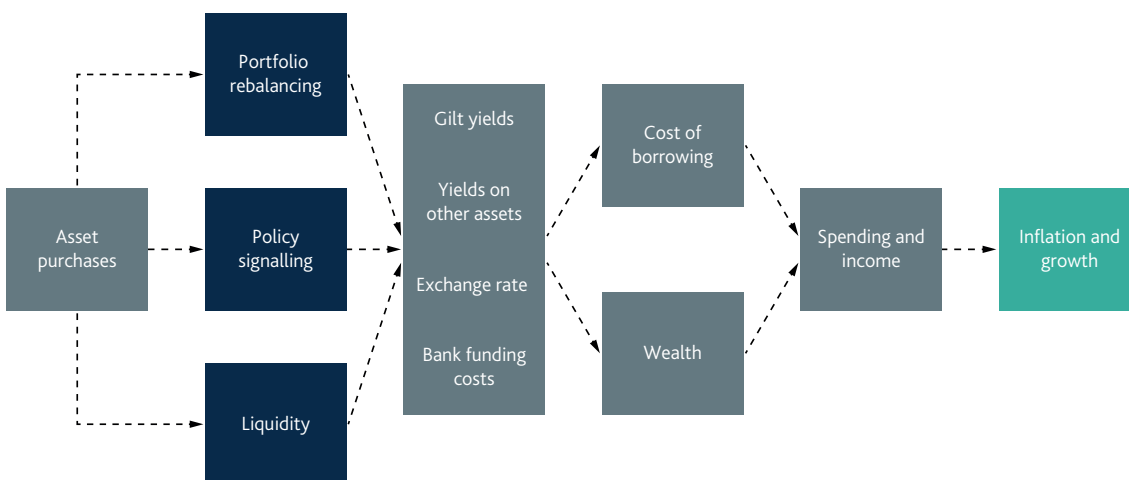 Asset
purchases
Portfolio
rebalancing
Policy
signalling
Liquidity
Gilt yields
Yields on
other assets
Exchange rate
Bank funding
costs
Cost of
borrowing
Wealth
Spending and
income
Inflation and
growth